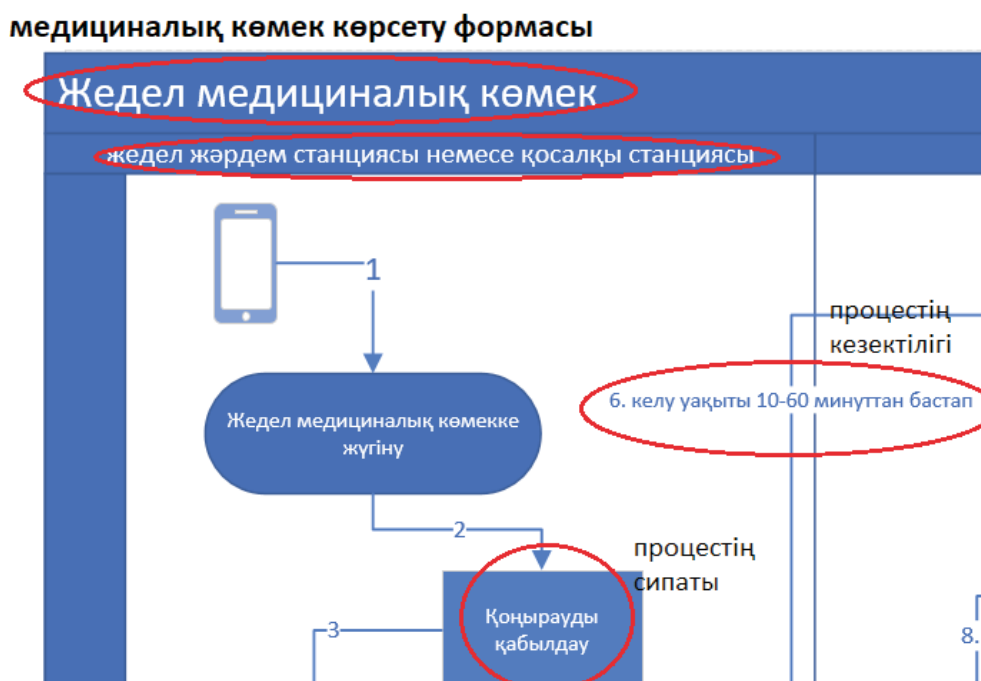 медициналық көмек көрсету формасы
Жедел медициналық көмек
жедел жәрдем станциясы немесе қосалқы станциясы
1
процестің
кезектілігі
6. келу уақыты 10-60 минуттан бастап
Жедел медициналық көмекке
жүгіну
2
процестің
сипаты
Қоңырауды
қабылдау
3
8.